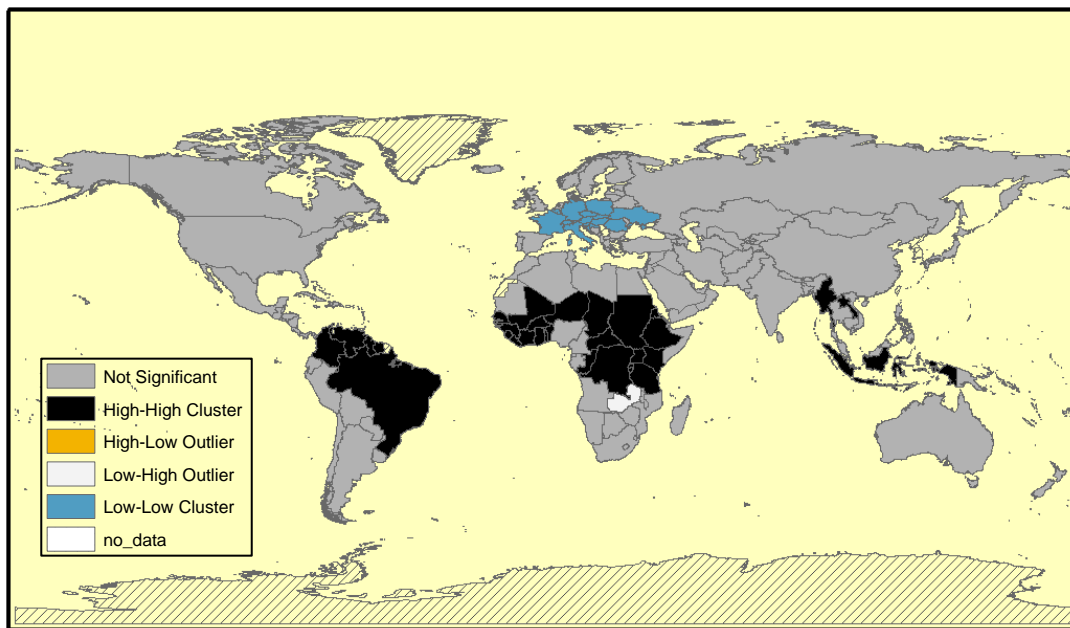 Not Significant
High-High Cluster
High-Low Outlier
Low-High Outlier
Low-Low Cluster
no_data